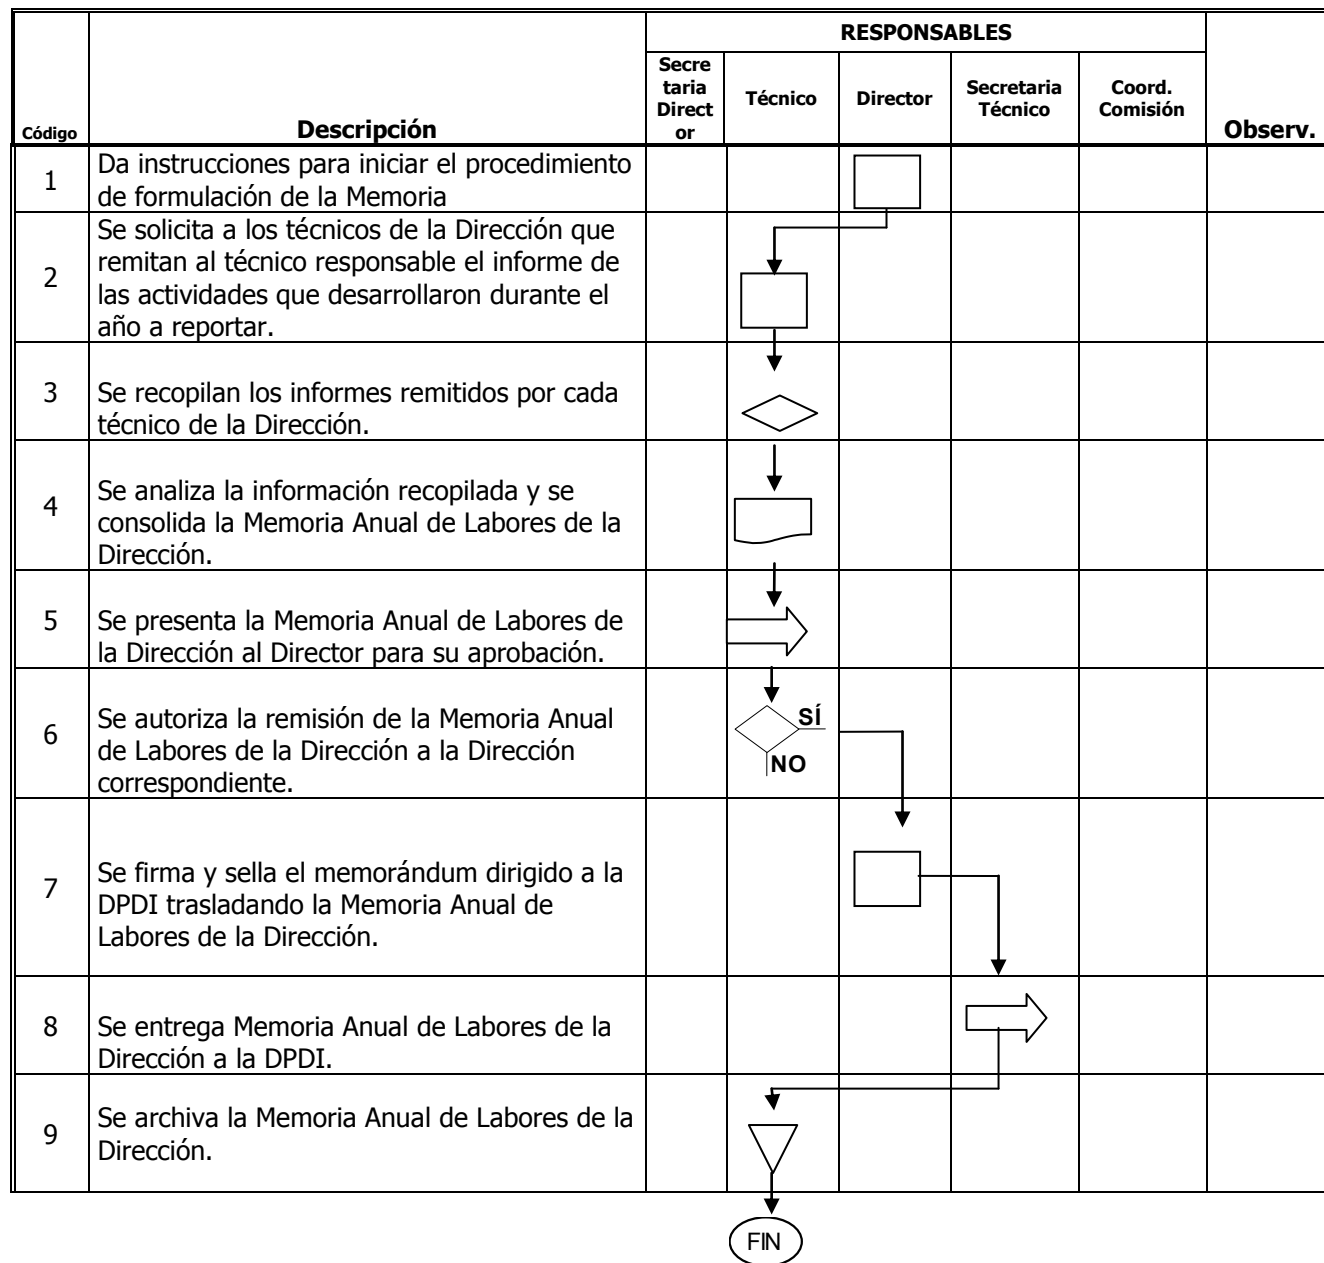 RESPONSABLES
Código
Descripción
Secre
taria
Direct
or
Técnico
Director
Secretaria
Técnico
Coord.
Comisión
Observ.
1
Da instrucciones para iniciar el procedimiento
de formulación de la Memoria
2
Se solicita a los técnicos de la Dirección que
remitan al técnico responsable el informe de
las actividades que desarrollaron durante el
año a reportar.
3
Se recopilan los informes remitidos por cada
técnico de la Dirección.
4
Se analiza la información recopilada y se
consolida la Memoria Anual de Labores de la
Dirección.
5
Se presenta la Memoria Anual de Labores de
la Dirección al Director para su aprobación.
6
Se autoriza la remisión de la Memoria Anual
de Labores de la Dirección a la Dirección
correspondiente.
SÍ
NO
7
Se firma y sella el memorándum dirigido a la
DPDI trasladando la Memoria Anual de
Labores de la Dirección.
8
Se entrega Memoria Anual de Labores de la
Dirección a la DPDI.
9
Se archiva la Memoria Anual de Labores de la
Dirección.
FIN